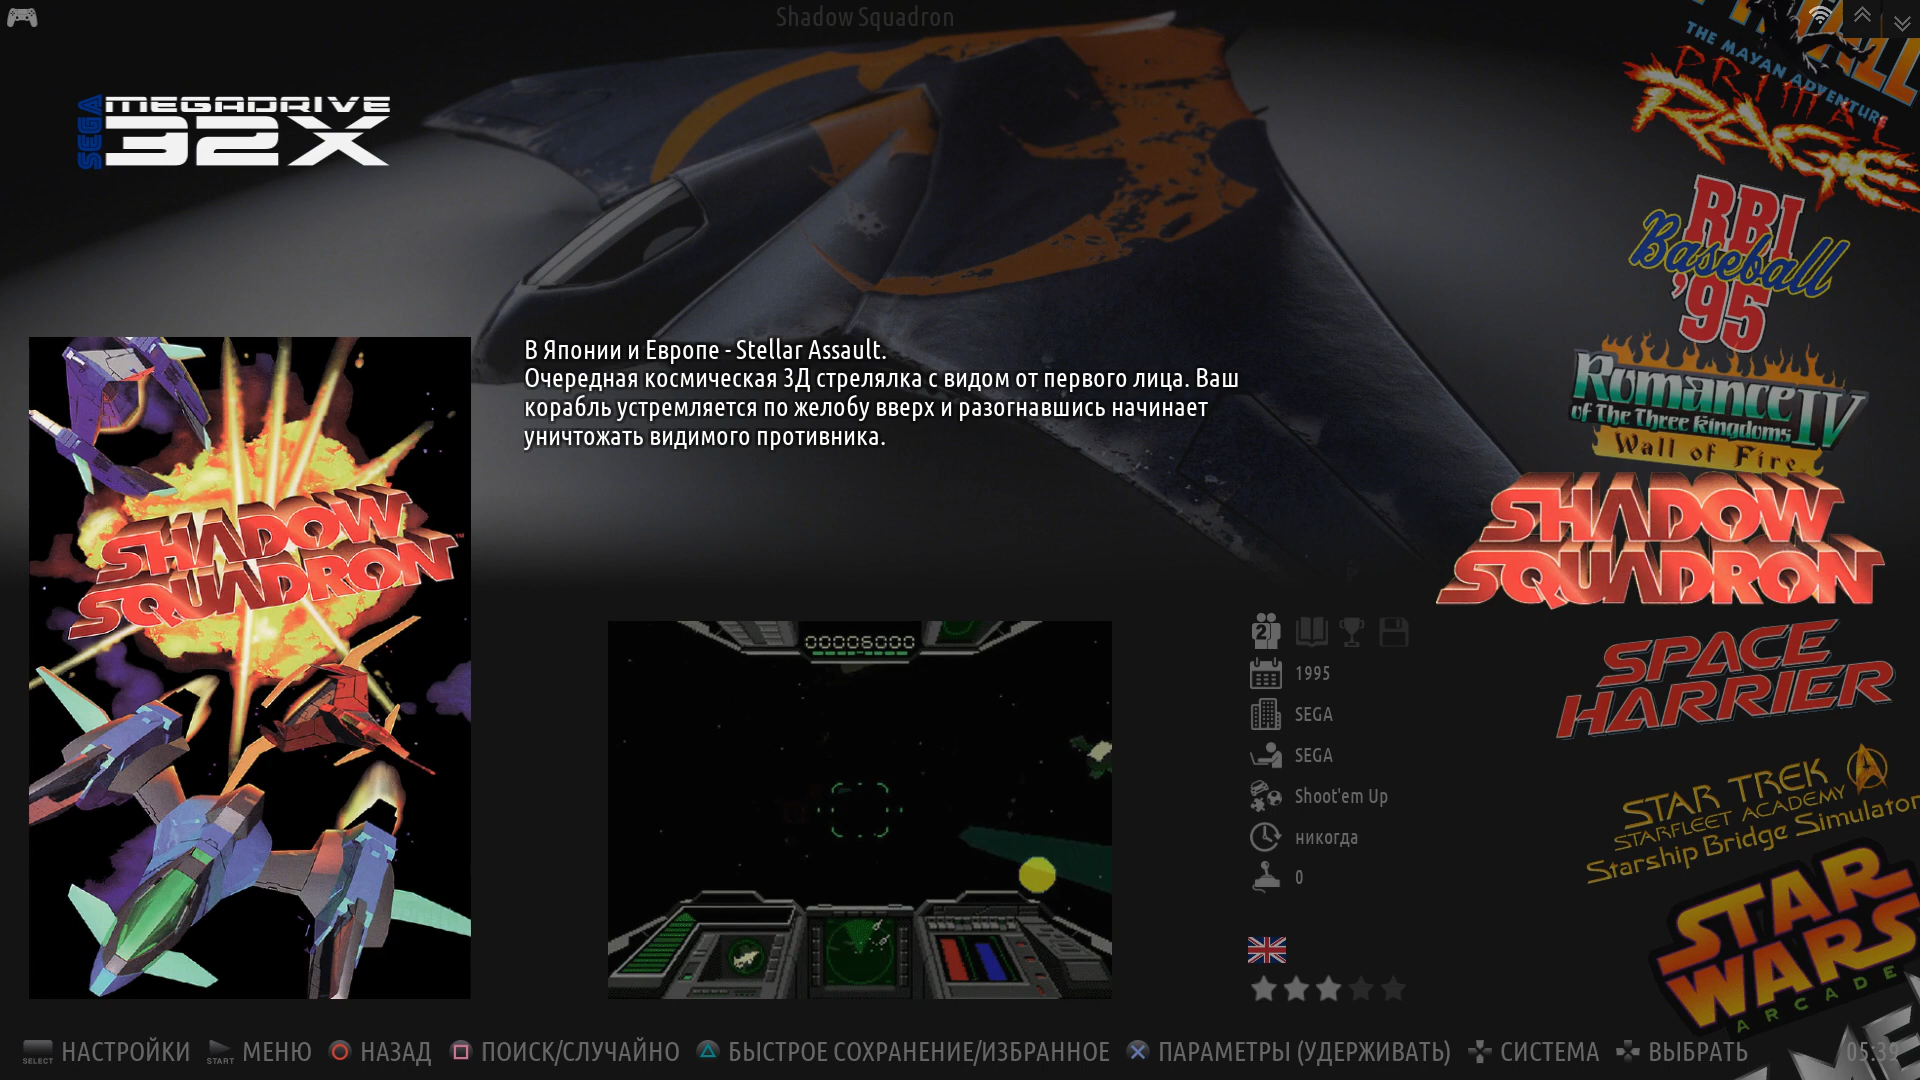 Shadow Squadron
SEGA
MEGADRIVE
32X
THE MAYAN ADVENTURE
PRIMAL
RAGE
RBI
Baseball
'95
Romance IV
of The Three Kingdoms
Wall of Fire
В Японии и Европе - Stellar Assault.
Очередная космическая 3Д стрелялка с видом от первого лица. Ваш
корабль устремляется по желобу вверх и разогнавшись начинает
уничтожать видимого противника.
SHADOW
SQUADRON
SHADOW
SQUADRON
00006000
2
1995
SEGA
SEGA
Shoot'em Up
никогда
0
SPACE
HARRIER
STAR TREK
STARFLEET ACADEMY
Starship Bridge Simulator
STAR
WARS
ARCADE
SELECT НАСТРОЙКИ START МЕНЮ НАЗАД ПОИСК/СЛУЧАЙНО БЫСТРОЕ СОХРАНЕНИЕ/ИЗБРАННОЕ ПАРАМЕТРЫ (УДЕРЖИВАТЬ) СИСТЕМА ВЫБРАТЬ 05:39